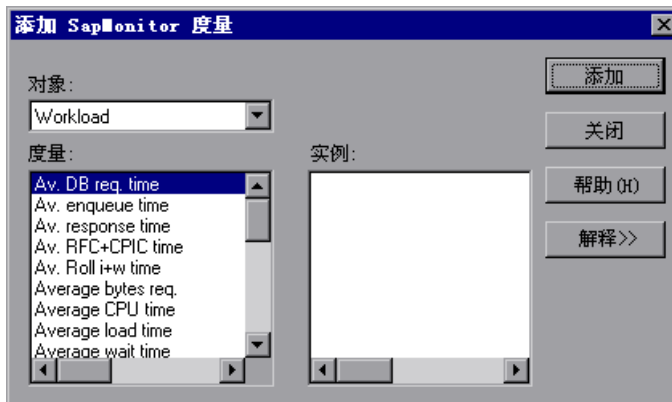 添加 SapMonitor 度量
对象:
Workload
度量:
Av. DB req. time
Av. enqueue time
Av. response time
Av. RFC+CPIC time
Av. Roll i+w time
Average bytes req.
Average CPU time
Average load time
Average wait time
实例:
添加
关闭
帮助(H)
解释>>